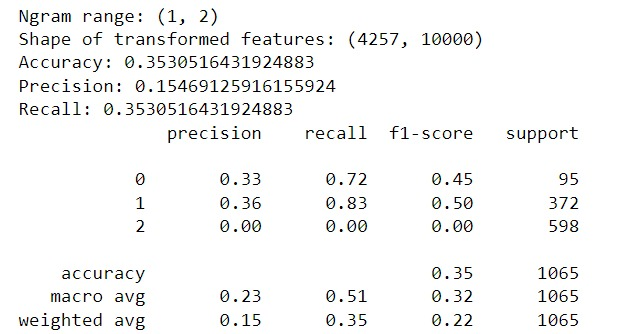 Ngram range: (1, 2)
Shape of transformed features: (4257, 10000)
Accuracy: 0.3530516431924883
Precision: 0.15469125916155924
Recall: 0.3530516431924883
precision recall f1-score support
0 0.33 0.72 0.45 95
1 0.36 0.83 0.50 372
2 0.00 0.00 0.00 598
accuracy 0.35 1065
macro avg 0.23 0.51 0.32 1065
weighted avg 0.15 0.35 0.22 1065